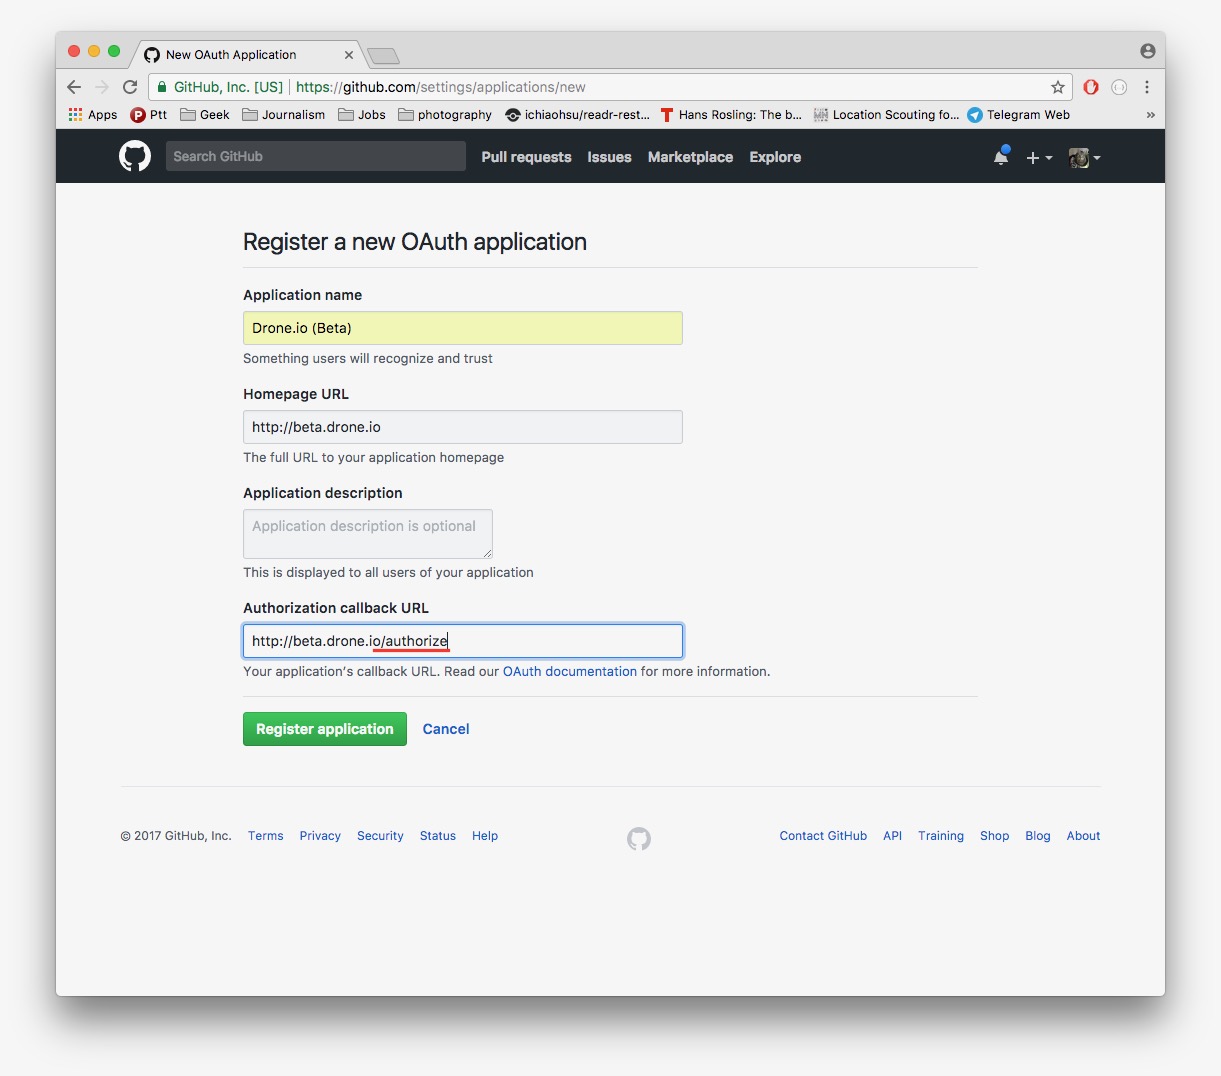 New OAuth Application
GitHub, Inc. [US] https://github.com/settings/applications/new
Apps Ptt Geek Journalism Jobs photography ichiaohsu/readr-rest... Hans Rosling: The b... Location Scouting fo... Telegram Web »
Search GitHub Pull requests Issues Marketplace Explore
Register a new OAuth application
Application name
Drone.io (Beta)
Something users will recognize and trust
Homepage URL
http://beta.drone.io
The full URL to your application homepage
Application description
Application description is optional
This is displayed to all users of your application
Authorization callback URL
http://beta.drone.io/authorize
Your application’s callback URL. Read our OAuth documentation for more information.
Register application Cancel
© 2017 GitHub, Inc. Terms Privacy Security Status Help Contact GitHub API Training Shop Blog About